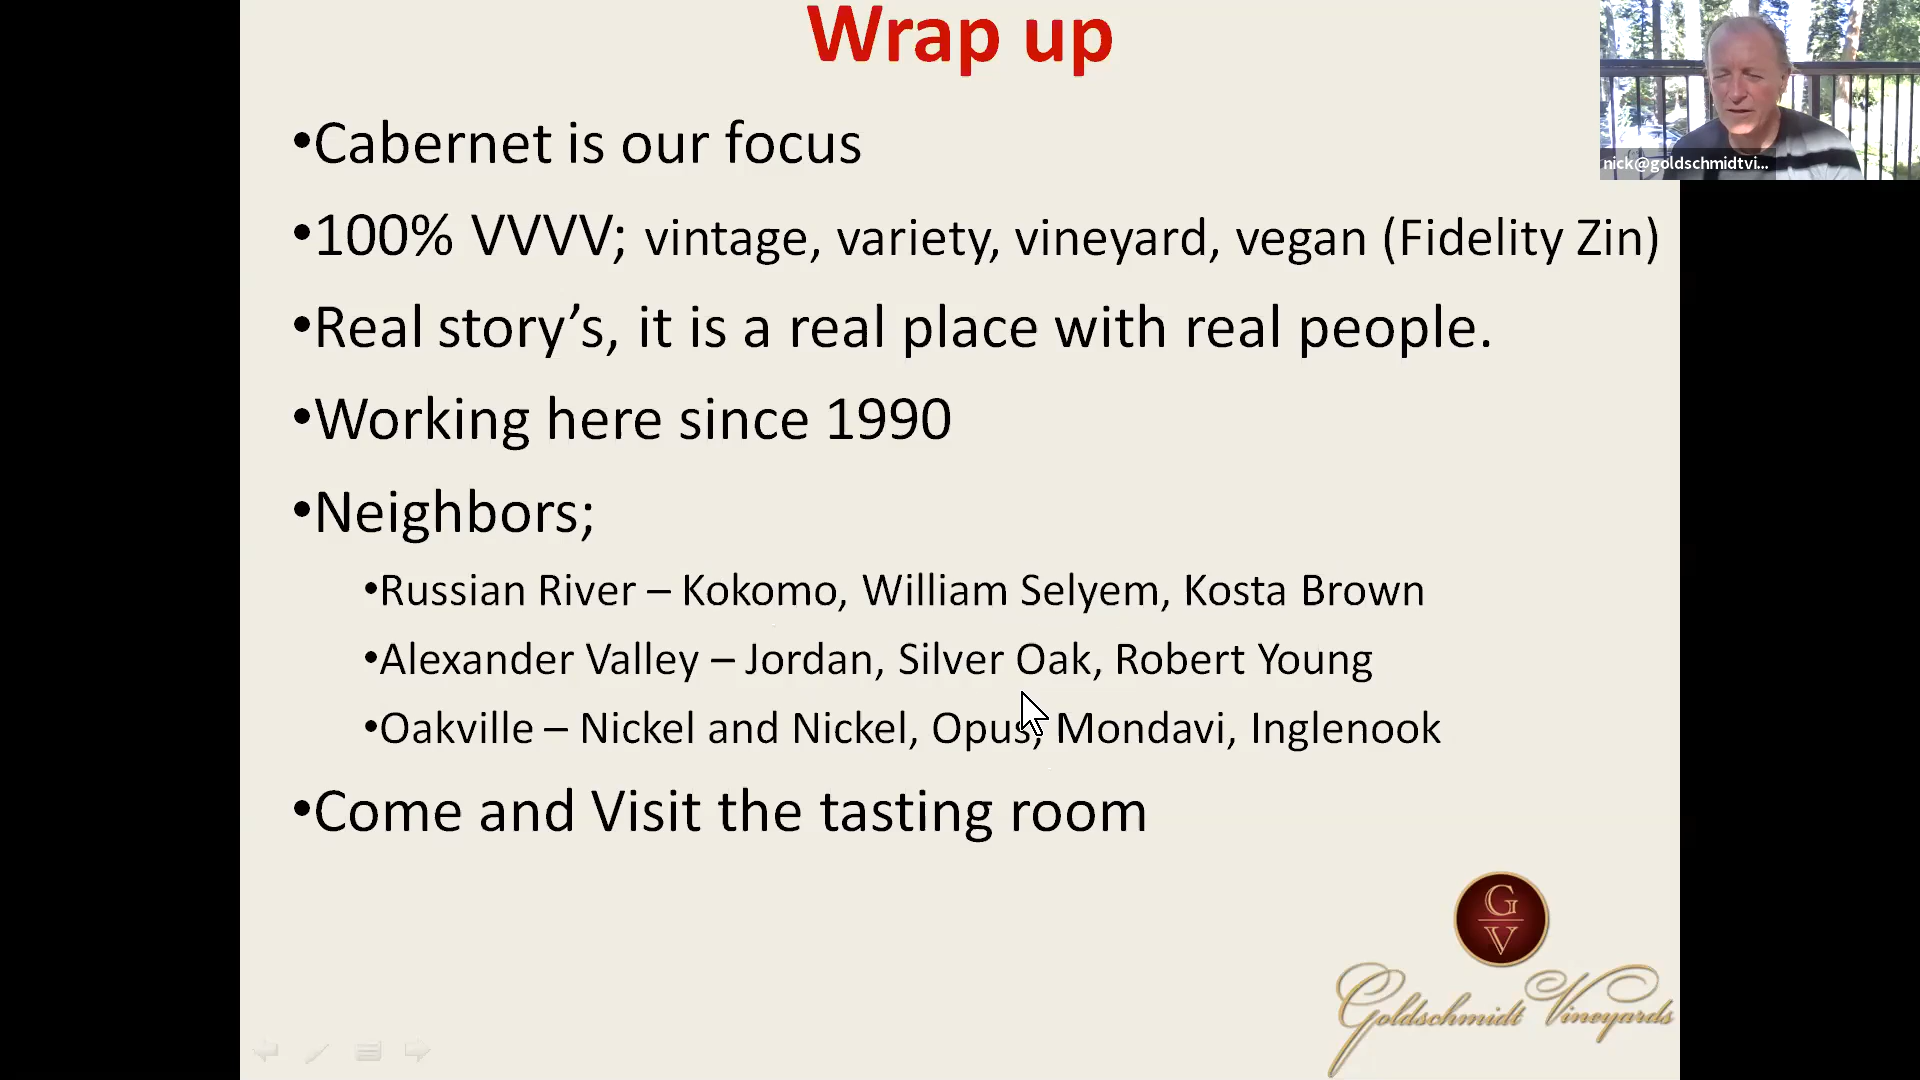 Wrap up
•Cabernet is our focus
•100% VVVV; vintage, variety, vineyard, vegan (Fidelity Zin)
•Real story’s, it is a real place with real people.
•Working here since 1990
•Neighbors;
•Russian River – Kokomo, William Selyem, Kosta Brown
•Alexander Valley – Jordan, Silver Oak, Robert Young
•Oakville – Nickel and Nickel, Opus, Mondavi, Inglenook
•Come and Visit the tasting room
nick@goldschmidtvi...
G
V
Goldschmidt Vineyards